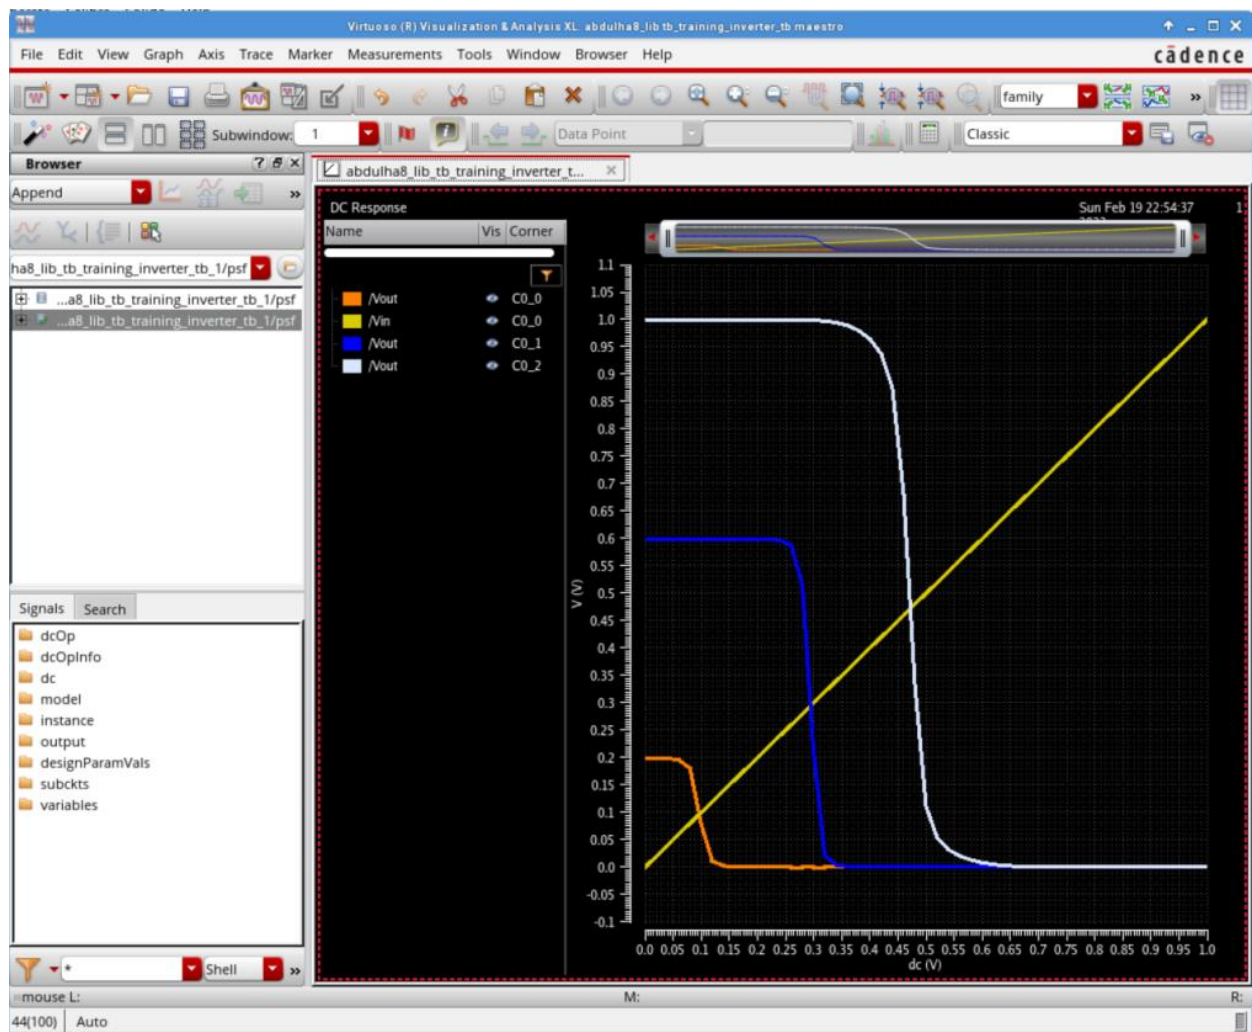 Virtuoso (R) Visualization & Analysis XL: abdulha8_lib tb_training_inverter_tb maestro
File Edit View Graph Axis Trace Marker Measurements Tools Window Browser Help
cādence
family
»
Subwindow: 1
Data Point
Classic
Browser
abdulha8_lib_tb_training_inverter_t...
Append
»
ha8_lib_tb_training_inverter_tb_1/psf
...a8_lib_tb_training_inverter_tb_1/psf
...a8_lib_tb_training_inverter_tb_1/psf
Signals Search
dcOp
dcOpInfo
dc
model
instance
output
designParamVals
subckts
variables
*
Shell
»
DC Response
Sun Feb 19 22:54:37
1
Name Vis Corner
/Vout C0_0
/Vin C0_0
/Vout C0_1
/Vout C0_2
1.1
1.05
1.0
0.95
0.9
0.85
0.8
0.75
0.7
0.65
0.6
0.55
0.5
0.45
0.4
0.35
0.3
0.25
0.2
0.15
0.1
0.05
0.0
-0.05
-0.1
V (V)
0.0 0.05 0.1 0.15 0.2 0.25 0.3 0.35 0.4 0.45 0.5 0.55 0.6 0.65 0.7 0.75 0.8 0.85 0.9 0.95 1.0
dc (V)
mouse L: M: R:
44(100) Auto